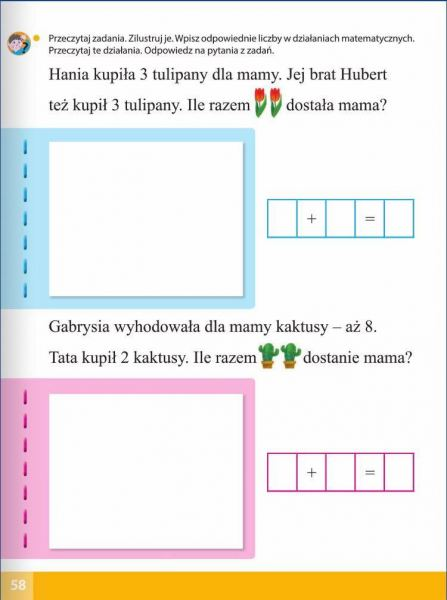 Przeczytaj zadania. Zilustruj je. Wpisz odpowiednie liczby w działaniach matematycznych.
Przeczytaj te działania. Odpowiedz na pytania z zadań.
Hania kupiła 3 tulipany dla mamy. Jej brat Hubert
też kupił 3 tulipany. Ile razem dostała mama?
+ =
Gabrysia wyhodowała dla mamy kaktusy – aż 8.
Tata kupił 2 kaktusy. Ile razem dostanie mama?
+ =
58